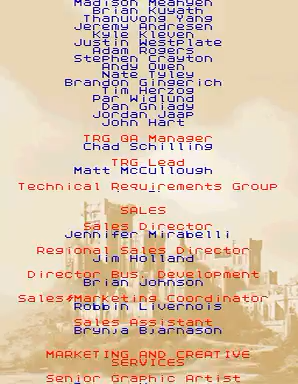 Madison Meahyen
Brian Kuyath
Thanuvong Yang
Jeremy Andresen
Kyle Kleven
Justin Westplate
Adam Rogers
Stephen Crayton
Andy Owen
Nate Tyley
Brandon Gingerich
Tim Herzog
Par Widlund
Dan Gniady
Jordan Jaap
John Hart
TRG QA Manager
Chad Schilling
TRG Lead
Matt McCullough
Technical Requirements Group
SALES
Sales Director
Jennifer Mirabelli
Regional Sales Director
Jim Holland
Director Bus. Development
Brian Johnson
Sales/Marketing Coordinator
Robbin Livernois
Sales Assistant
Brynja Bjarnason
MARKETING AND CREATIVE
SERVICES
Senior Graphic Artist